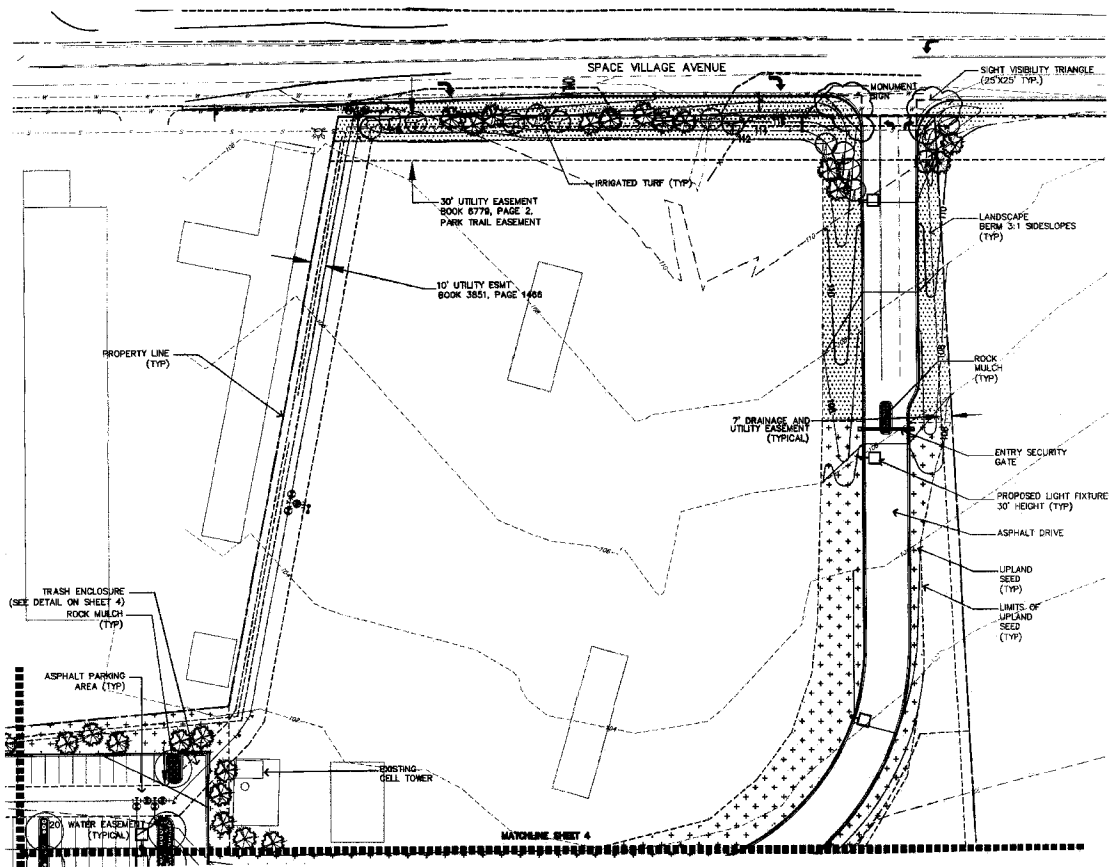 SPACE VILLAGE AVENUE
SIGHT VISIBILITY TRIANGLE
(25'X25' TYP.)
MONUMENT
SIGN
IRRIGATED TURF (TYP)
30' UTILITY EASEMENT
BOOK 6779, PAGE 2,
PARK TRAIL EASEMENT
LANDSCAPE
BERM 3:1 SIDESLOPES
(TYP)
10' UTILITY ESMT
BOOK 3851, PAGE 1466
PROPERTY LINE
(TYP)
ROCK
MULCH
(TYP)
7' DRAINAGE AND
UTILITY EASEMENT
(TYPICAL)
ENTRY SECURITY
GATE
PROPOSED LIGHT FIXTURE
30' HEIGHT (TYP)
ASPHALT DRIVE
UPLAND
SEED
(TYP)
LIMITS OF
UPLAND
SEED
(TYP)
TRASH ENCLOSURE
(SEE DETAIL ON SHEET 4)
ROCK MULCH
(TYP)
ASPHALT PARKING
AREA (TYP)
EXISTING
CELL TOWER
20' WATER EASEMENT
(TYPICAL)
MATCHLINE SHEET 4